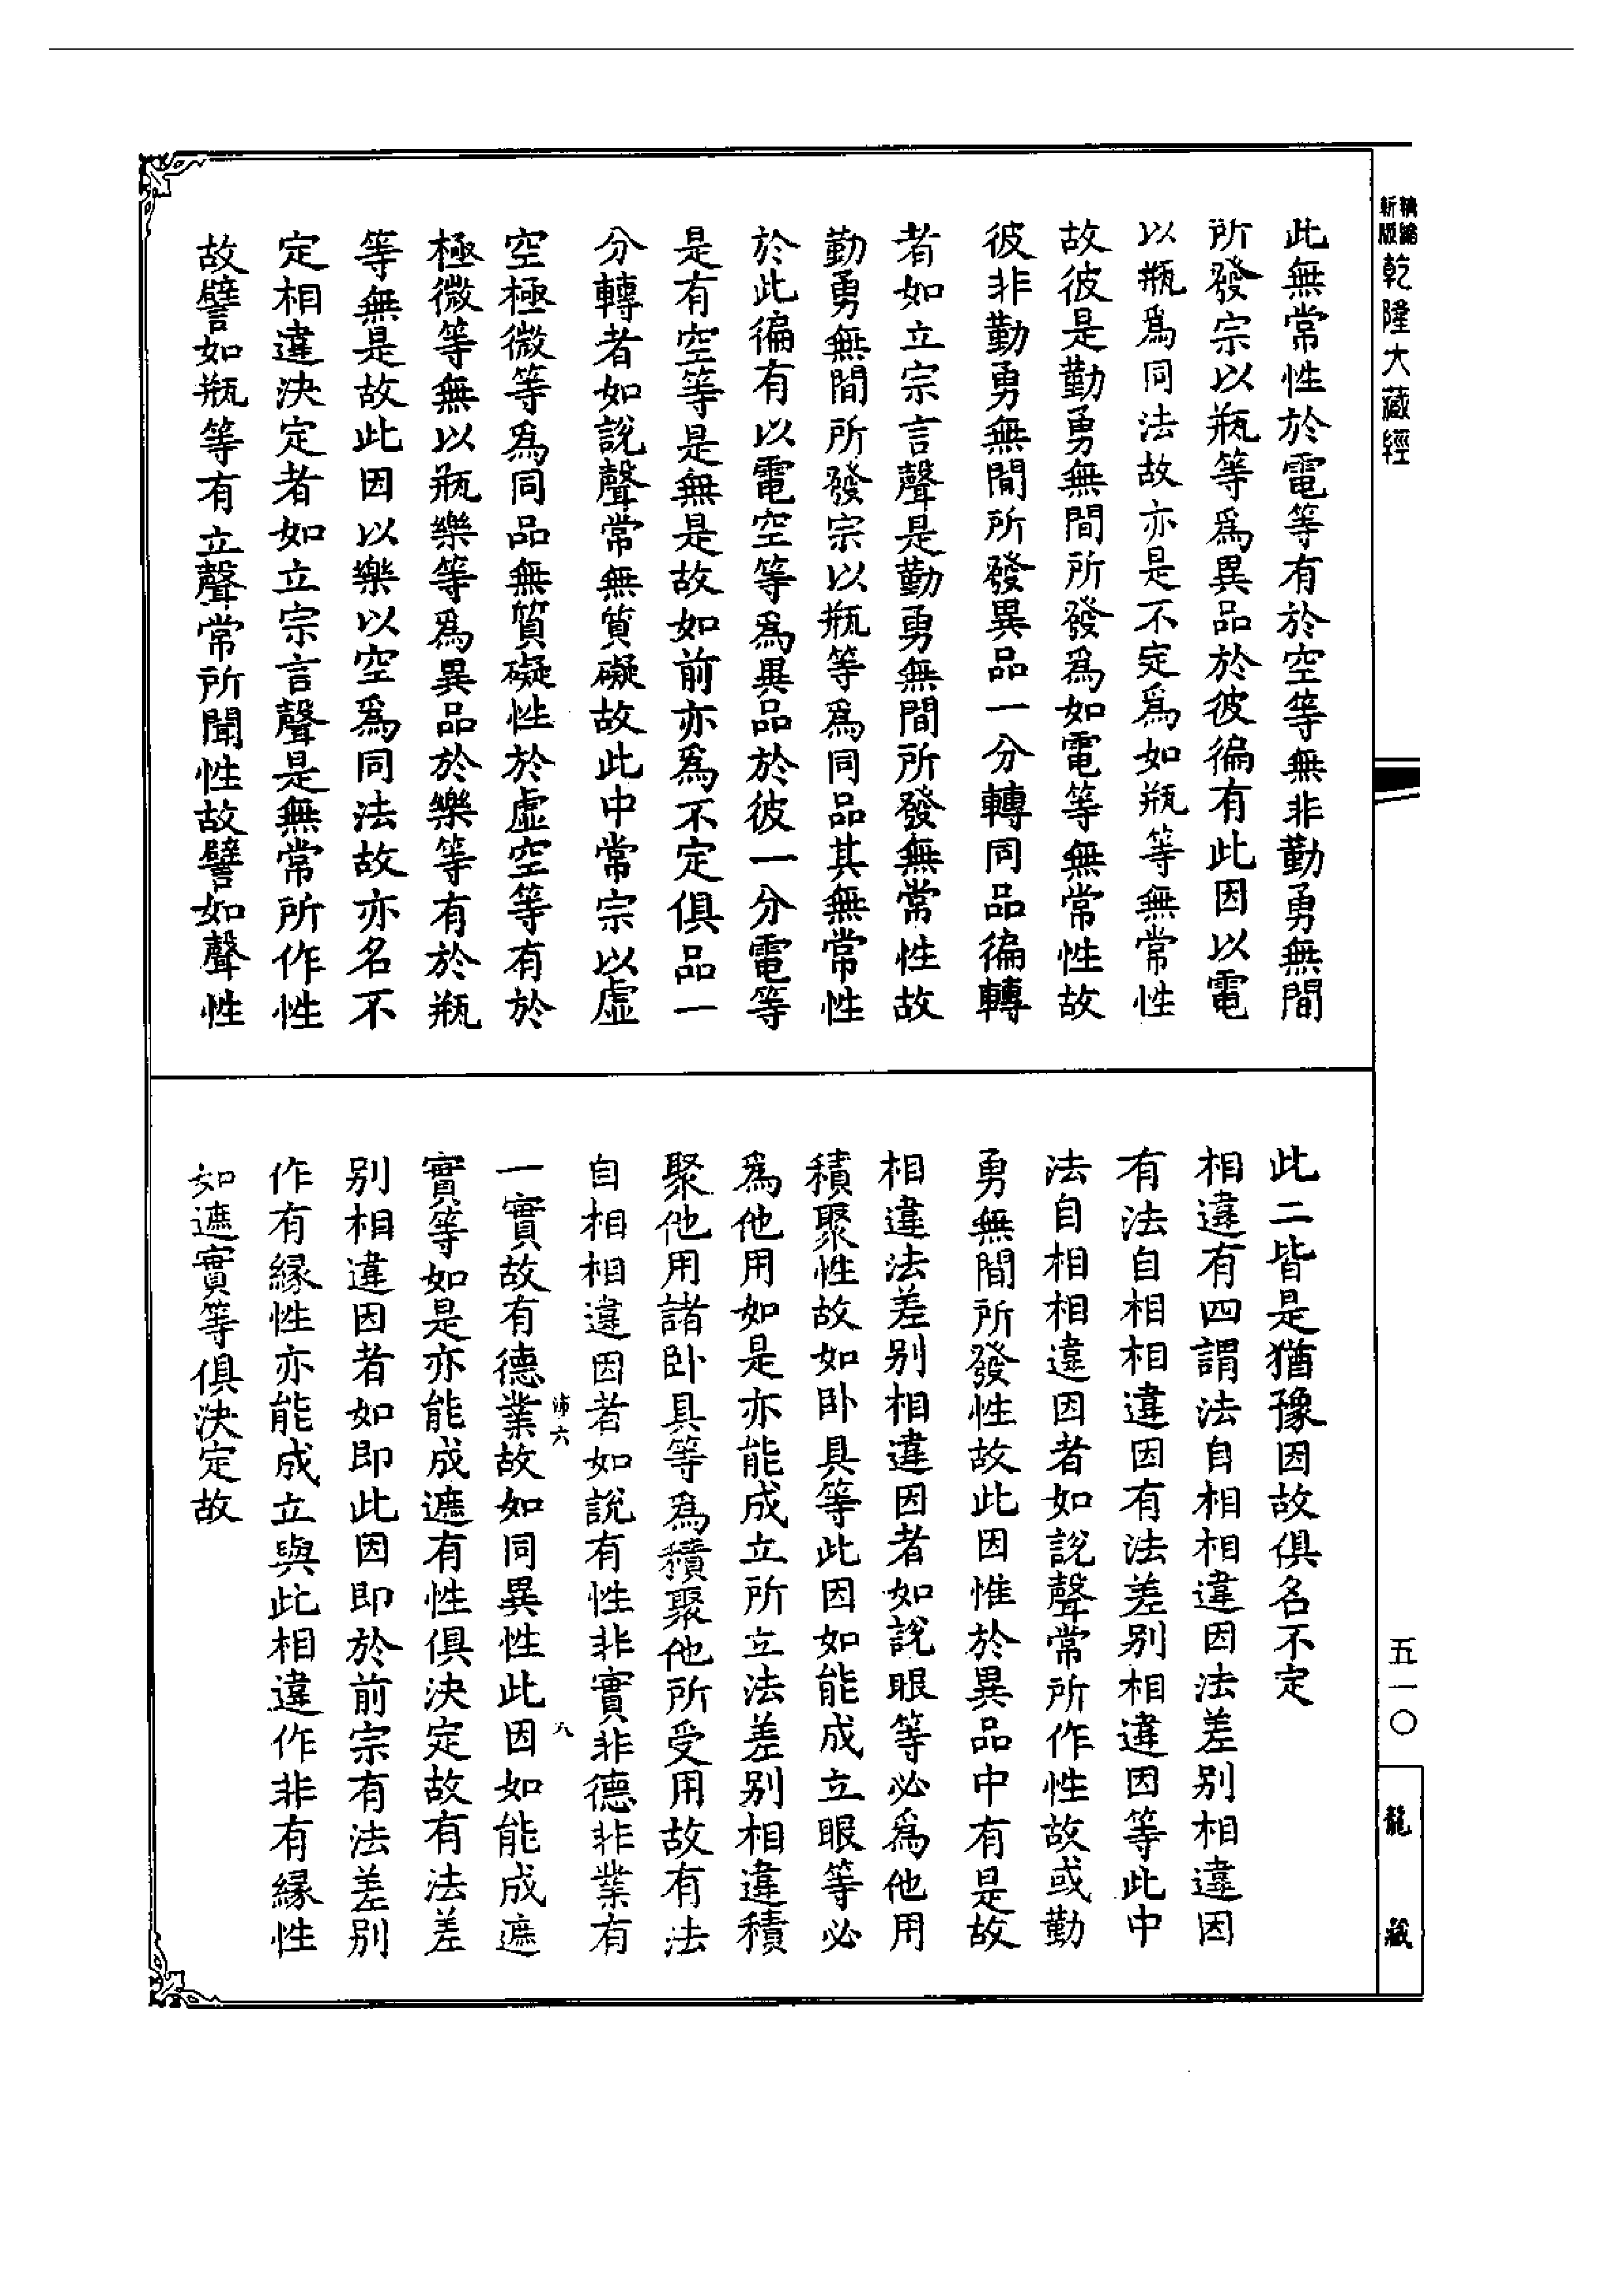 新版精縮
乾隆大藏經
此無常性於電等有於空等無非勤勇無間
所發宗以瓶等爲異品於彼徧有此因以電
以瓶爲同法故亦是不定爲如瓶等無常性
故彼是勤勇無間所發爲如電等無常性故
彼非勤勇無間所發異品一分轉同品徧轉
者如立宗言聲是勤勇無間所發無常性故
勤勇無間所發宗以瓶等爲同品其無常性
於此徧有以電空等爲異品於彼一分電等
是有空等是無是故如前亦爲不定俱品一
分轉者如說聲常無質礙故此中常宗以虛
空極微等爲同品無質礙性於虛空等有於
極微等無以瓶樂等爲異品於樂等有於瓶
等無是故此因以樂以空爲同法故亦名不
定相違決定者如立宗言聲是無常所作性
故譬如瓶等有立聲常所聞性故譬如聲性
此二皆是猶豫因故俱名不定
相違有四謂法自相相違因法差別相違因
有法自相相違因有法差別相違因等此中
法自相相違因者如說聲常所作性故或勤
勇無間所發性故此因惟於異品中有是故
相違法差別相違因者如說眼等必爲他用
積聚性故如卧具等此因如能成立眼等必
爲他用如是亦能成立所立法差別相違積
聚他用諸卧具等爲積聚他所受用故有法
自相相違因者如說有性非實非德非業有
一實故有德業故如同異性此因如能成遮
實等如是亦能成遮有性俱決定故有法差
別相違因者如即此因即於前宗有法差別
作有緣性亦能成立與此相違作非有緣性
如遮實等俱決定故
六
八
五一〇
龍藏